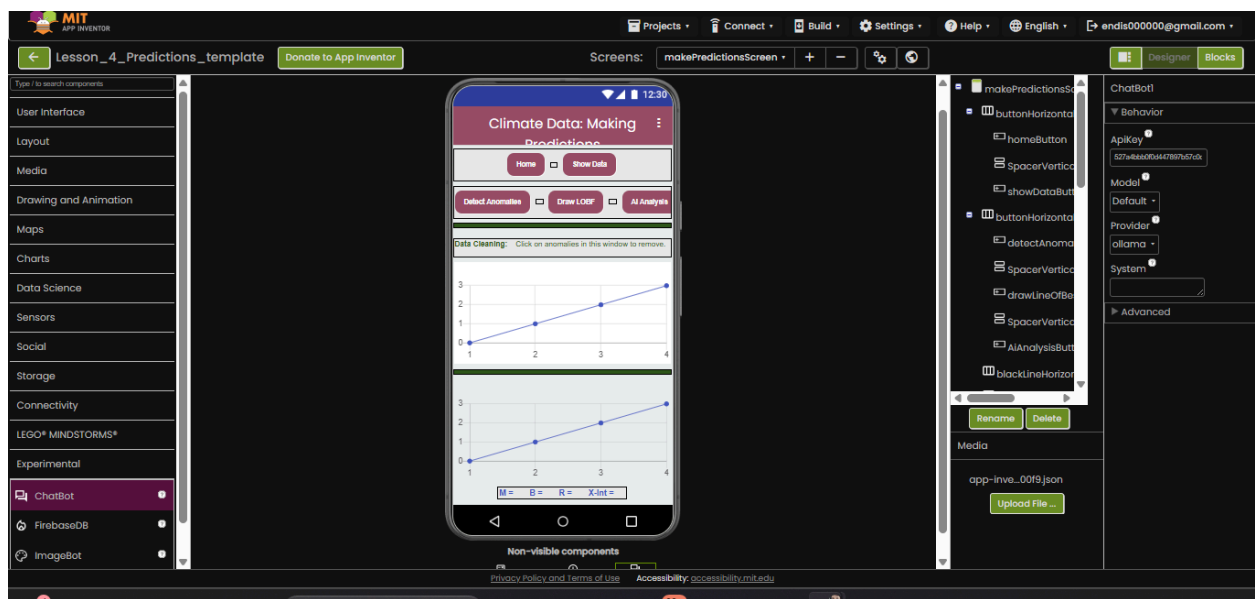 MIT
APP INVENTOR
Projects
Connect
Build
Settings
Help
English
endis000000@gmail.com
Lesson_4_Predictions_template
Donate to App Inventor
Screens:
makePredictionsScreen
+
−
Designer
Blocks
Type / to search components
User Interface
Layout
Media
Drawing and Animation
Maps
Charts
Data Science
Sensors
Social
Storage
Connectivity
LEGO® MINDSTORMS®
Experimental
ChatBot
FirebaseDB
ImageBot
12:30
Climate Data: Making
Predictions
Home
Show Data
Detect Anomalies
Draw LOBF
AI Analysis
Data Cleaning: Click on anomalies in this window to remove.
3
2
1
0
1 2 3 4
3
2
1
0
1 2 3 4
M = B = R = X-Int =
Non-visible components
makePredictionsSc
buttonHorizontal
homeButton
SpacerVertica
showDataButt
buttonHorizontal
detectAnoma
SpacerVertica
drawLineOfBe
SpacerVertica
AiAnalysisButt
blackLineHorizon
Rename
Delete
Media
app-inve...00f9.json
Upload File ...
ChatBot1
Behavior
ApiKey
Model
Default
Provider
ollama
System
Advanced
Privacy Policy and Terms of Use
Accessibility: accessibility.mit.edu